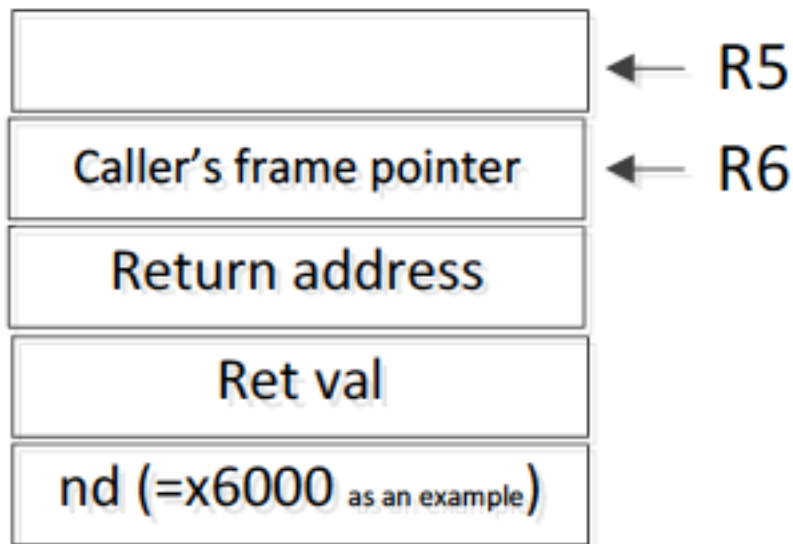 R5
Caller’s frame pointer
R6
Return address
Ret val
nd (=x6000 as an example)